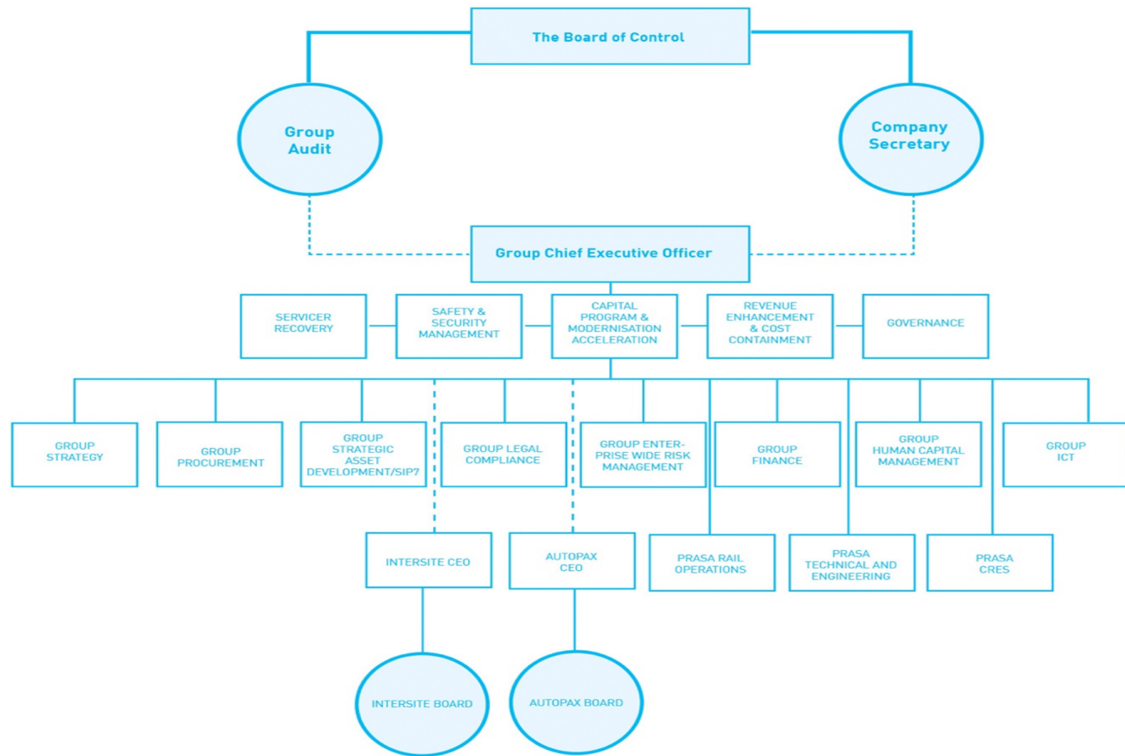 The Board of Control
Group
Audit
Company
Secretary
Group Chief Executive Officer
SERVICER
RECOVERY
SAFETY &
SECURITY
MANAGEMENT
CAPITAL
PROGRAM &
MODERNISATION
ACCELERATION
REVENUE
ENHANCEMENT
& COST
CONTAINMENT
GOVERNANCE
GROUP
STRATEGY
GROUP
PROCUREMENT
GROUP
STRATEGIC
ASSET
DEVELOPMENT/SIP7
GROUP LEGAL
COMPLIANCE
GROUP ENTER-
PRISE WIDE RISK
MANAGEMENT
GROUP
FINANCE
GROUP
HUMAN CAPITAL
MANAGEMENT
GROUP
ICT
INTERSITE CEO
AUTOPAX
CEO
PRASA RAIL
OPERATIONS
PRASA
TECHNICAL AND
ENGINEERING
PRASA
CRES
INTERSITE BOARD
AUTOPAX BOARD